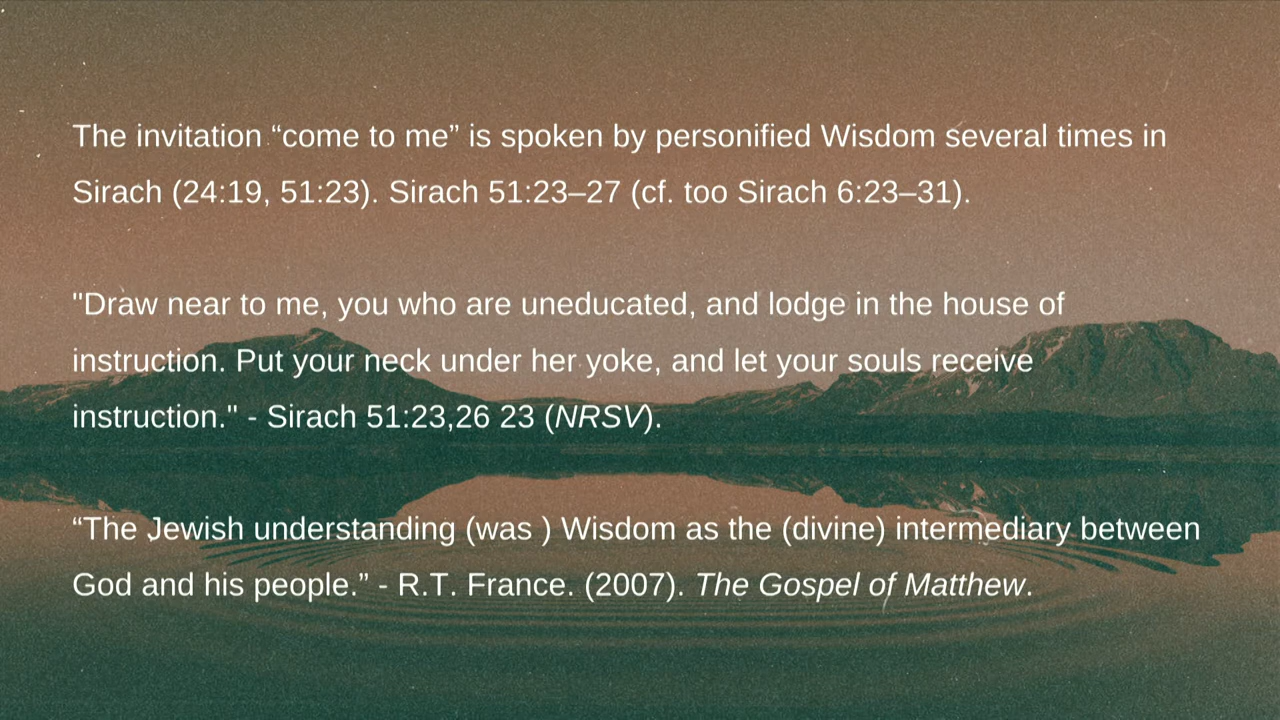 The invitation “come to me” is spoken by personified Wisdom several times in
Sirach (24:19, 51:23). Sirach 51:23–27 (cf. too Sirach 6:23–31).
"Draw near to me, you who are uneducated, and lodge in the house of
instruction. Put your neck under her yoke, and let your souls receive
instruction." - Sirach 51:23,26 23 (NRSV).
“The Jewish understanding (was ) Wisdom as the (divine) intermediary between
God and his people.” - R.T. France. (2007). The Gospel of Matthew.